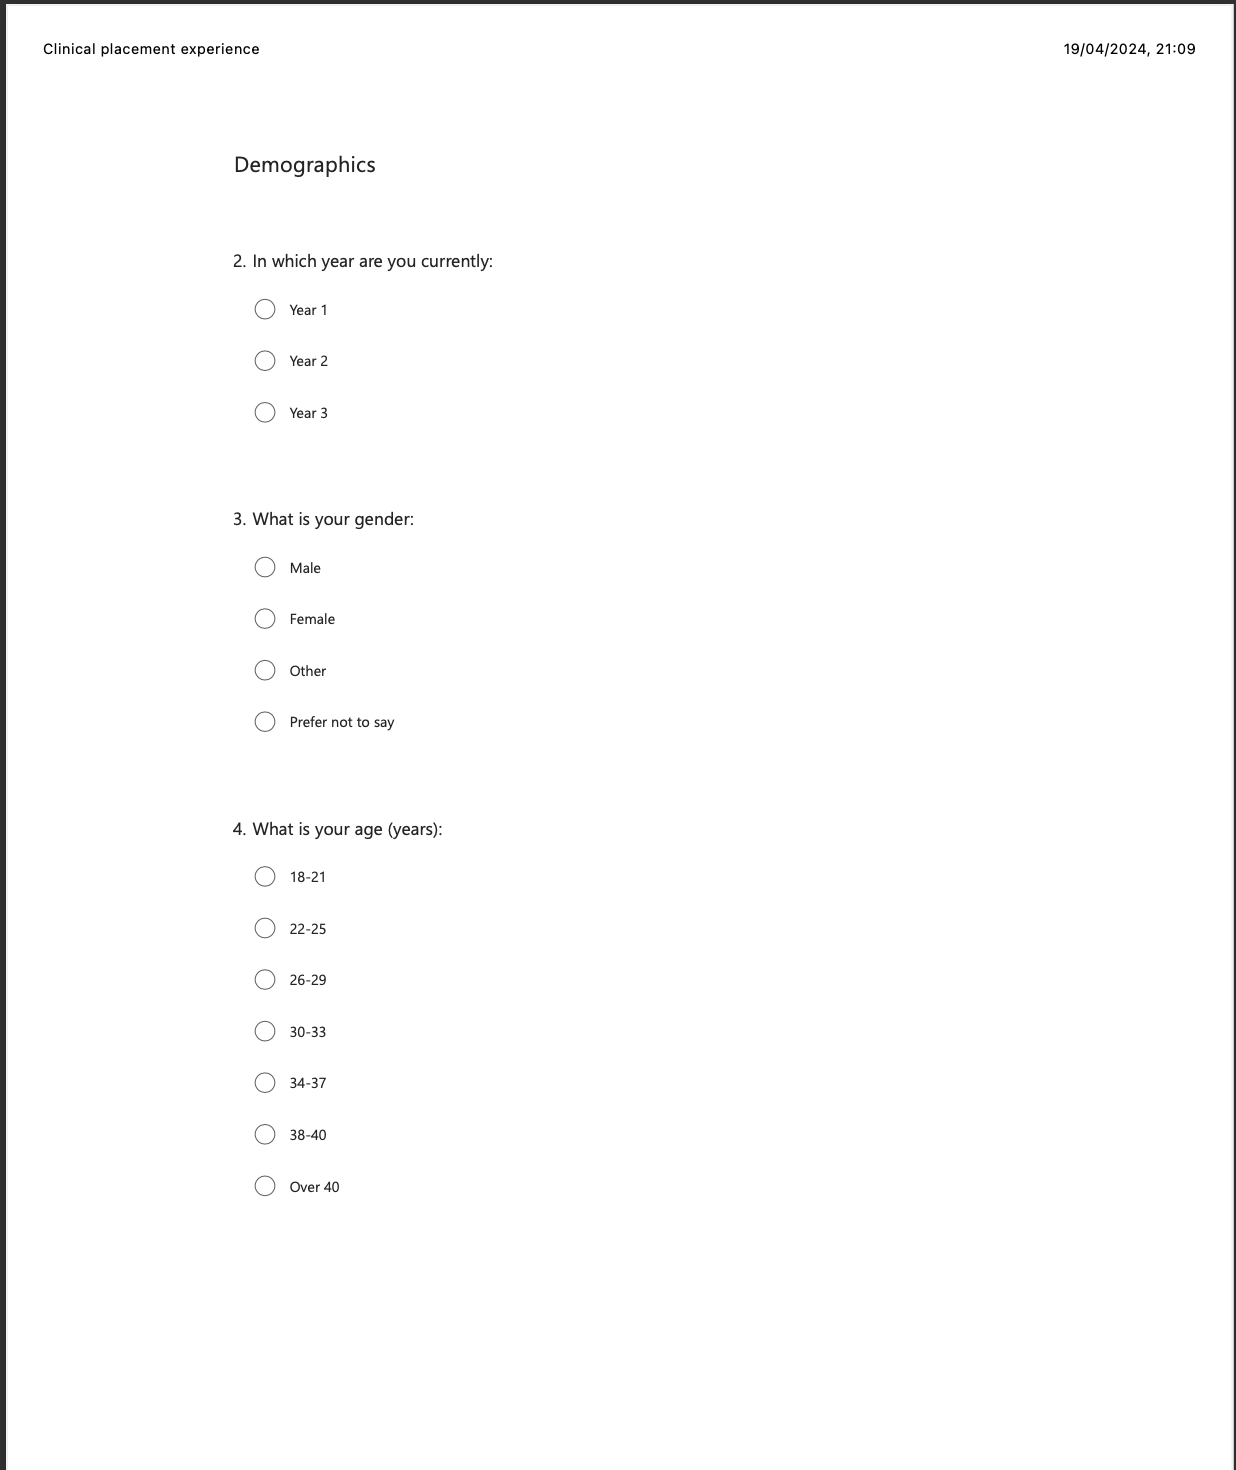 Clinical placement experience
19/04/2024, 21:09
Demographics
2. In which year are you currently:
Year 1
Year 2
Year 3
3. What is your gender:
Male
Female
Other
Prefer not to say
4. What is your age (years):
18-21
22-25
26-29
30-33
34-37
38-40
Over 40